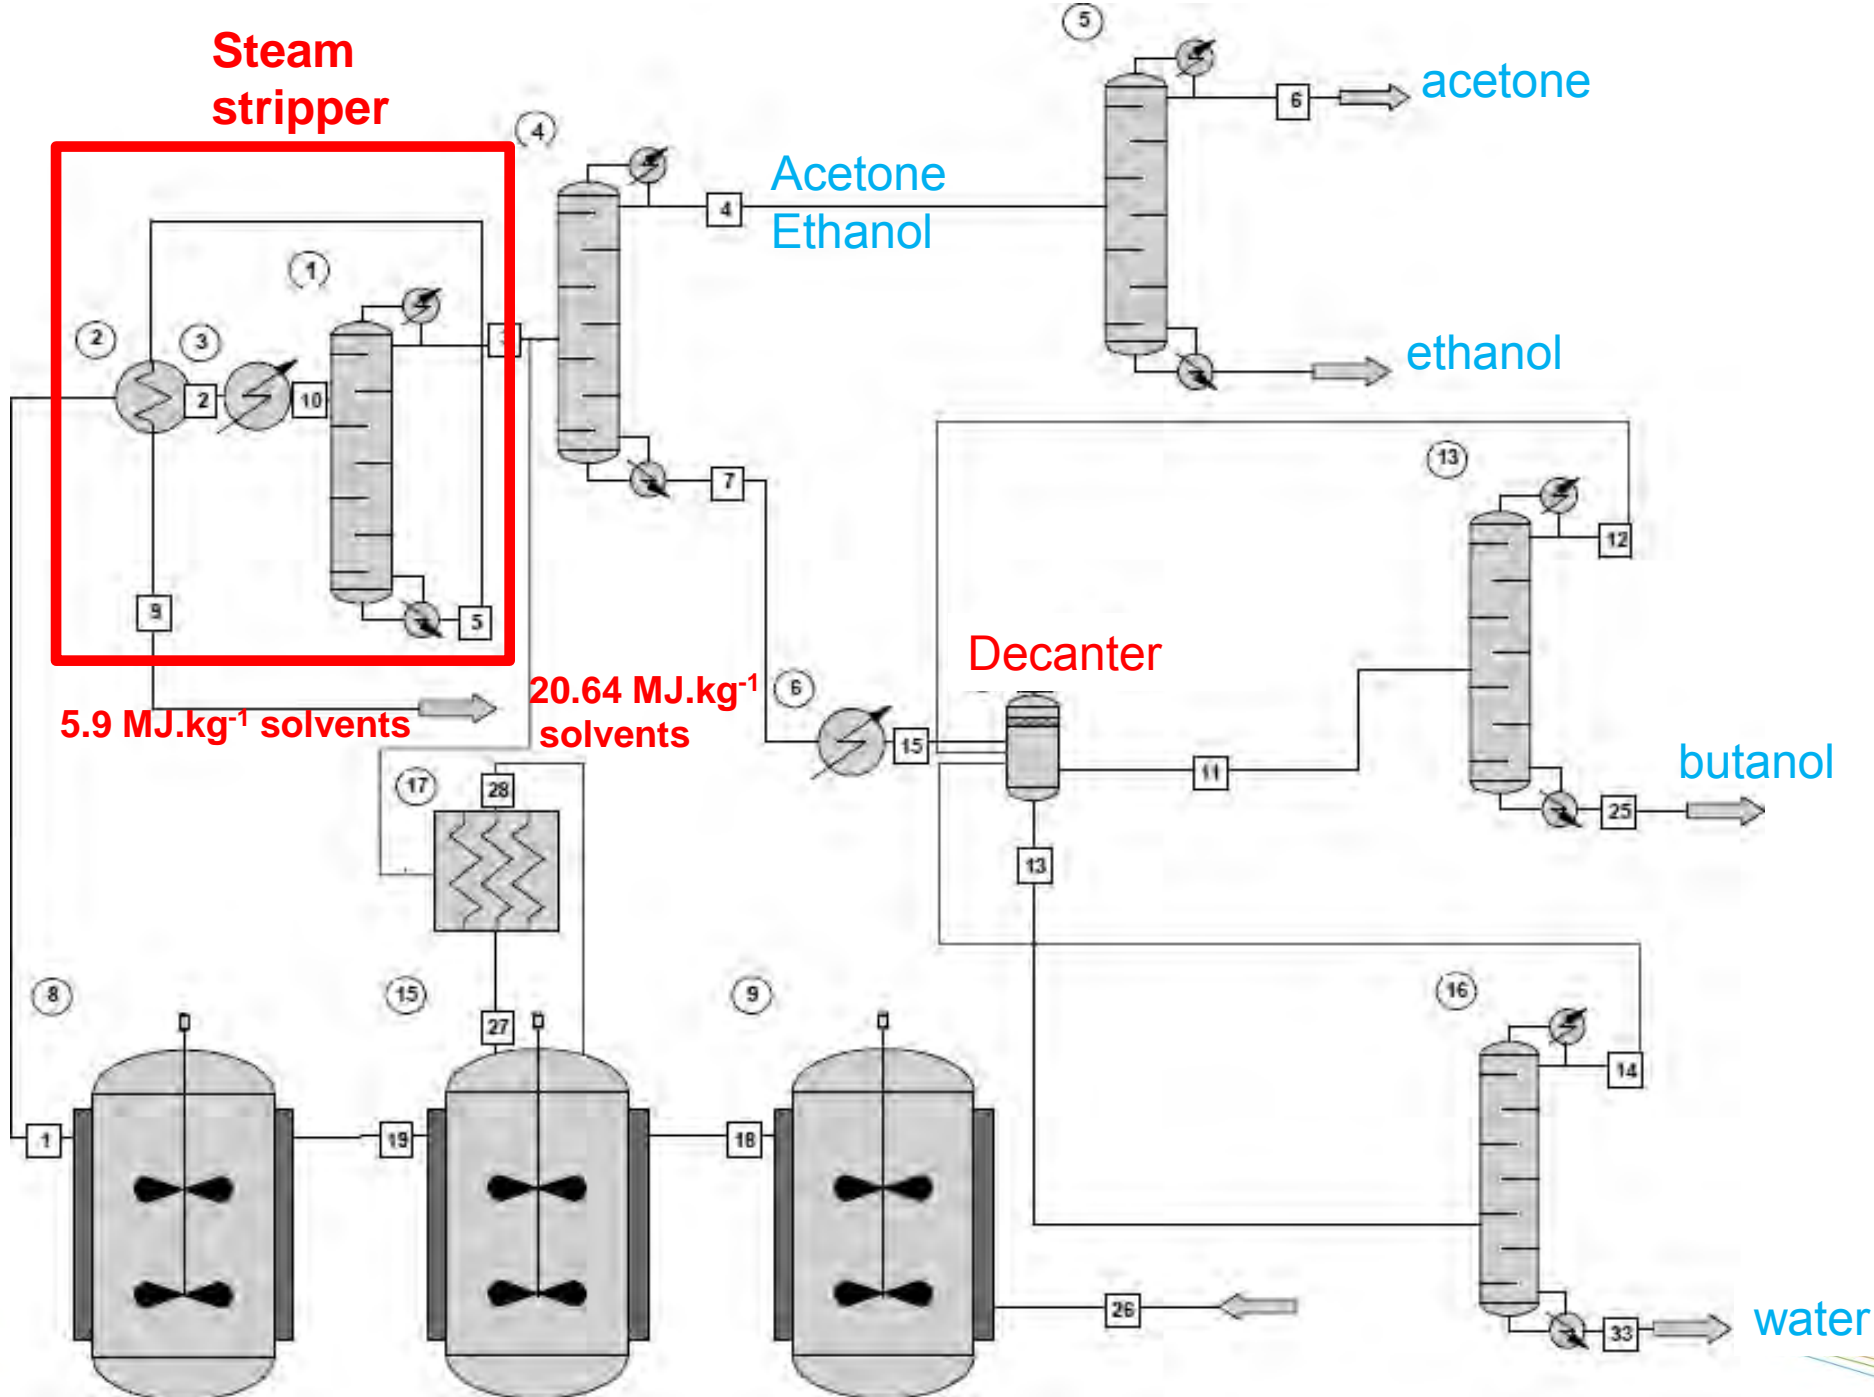 Steam
stripper
5
acetone
6
4
Acetone
4
Ethanol
1
2
3
3
2
10
ethanol
13
7
12
9
5
Decanter
20.64 MJ.kg-1
solvents
6
5.9 MJ.kg-1 solvents
15
11
butanol
17
28
25
13
8
15
9
16
27
14
1
19
18
26
33
water